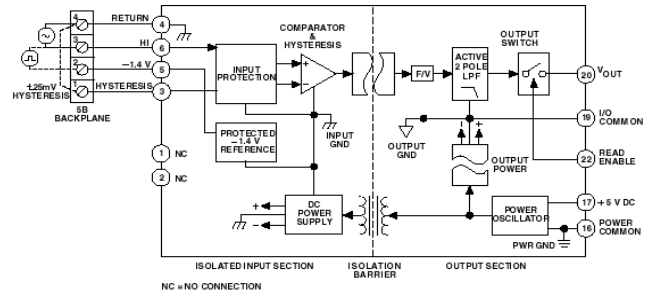 4 RETURN 4
3 HI 6
2 –1.4 V 5
1 HYSTERESIS 3
±25mV
HYSTERESIS
5B
BACKPLANE
1 NC
2 NC
INPUT
PROTECTION
PROTECTED
–1.4 V
REFERENCE
COMPARATOR
&
HYSTERESIS
+
–
INPUT
GND
+
–
DC
POWER
SUPPLY
F/V
ACTIVE
2 POLE
LPF
OUTPUT
SWITCH
20 VOUT
19 I/O
COMMON
22 READ
ENABLE
17 +5 V DC
16 POWER
COMMON
OUTPUT
GND
– +
OUTPUT
POWER
POWER
OSCILLATOR
PWR GND
ISOLATED INPUT SECTION
ISOLATION
BARRIER
OUTPUT SECTION
NC = NO CONNECTION